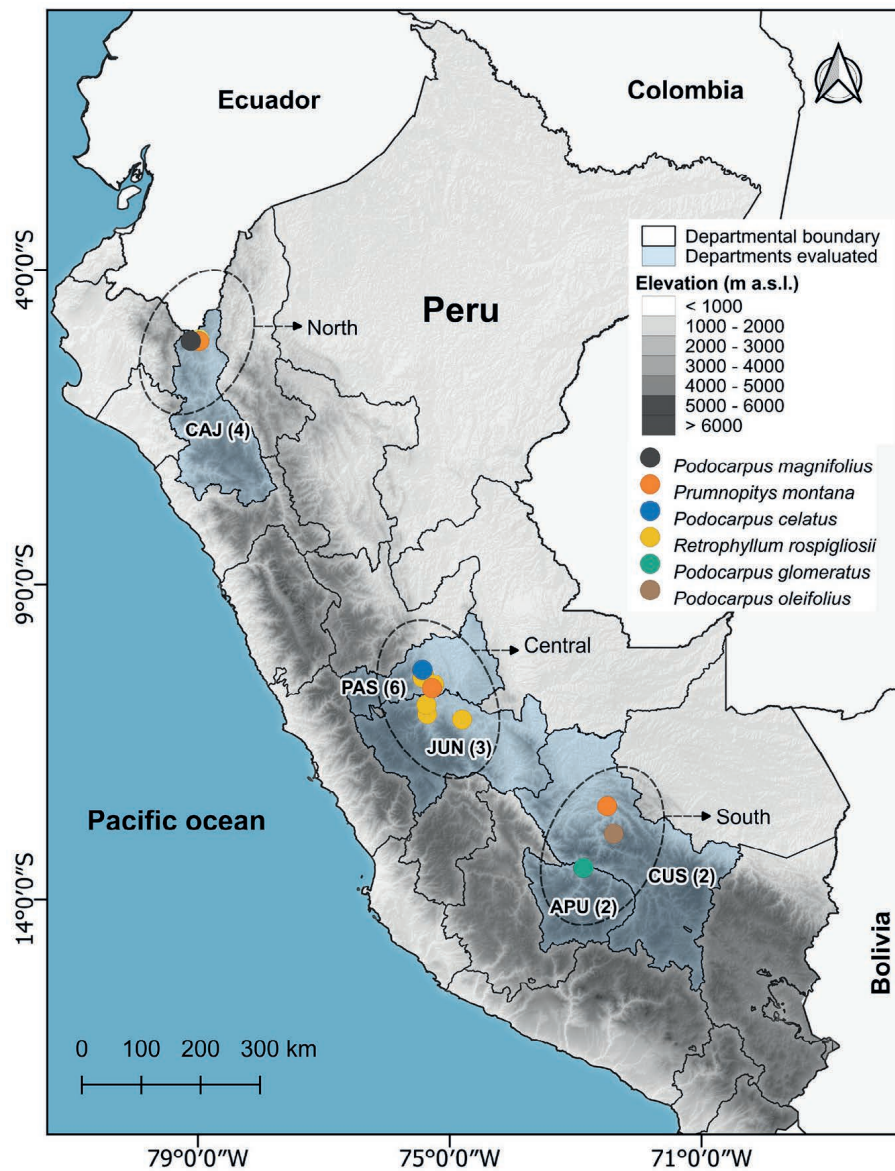 N
Ecuador
Colombia
Departmental boundary
Departments evaluated
Elevation (m a.s.l.)
< 1000
1000 - 2000
2000 - 3000
3000 - 4000
4000 - 5000
5000 - 6000
> 6000
Podocarpus magnifolius
Prumnopitys montana
Podocarpus celatus
Retrophyllum rospigliosii
Podocarpus glomeratus
Podocarpus oleifolius
4°0'0"S
Peru
North
CAJ (4)
9°0'0"S
Central
PAS (6)
JUN (3)
Pacific ocean
South
CUS (2)
APU (2)
14°0'0"S
Bolivia
0 100 200 300 km
79°0'0"W 75°0'0"W 71°0'0"W